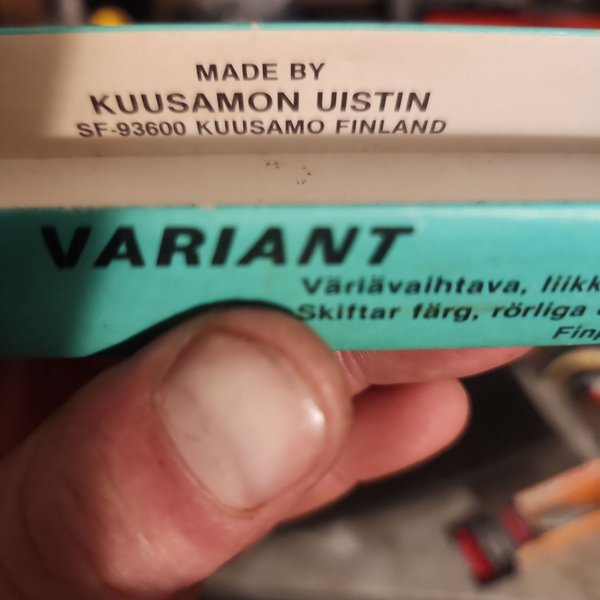 MADE BY
KUUSAMON UISTIN
SF-93600 KUUSAMO FINLAND
VARIANT
Väriävaihtava,
Skiftar färg, rörliga